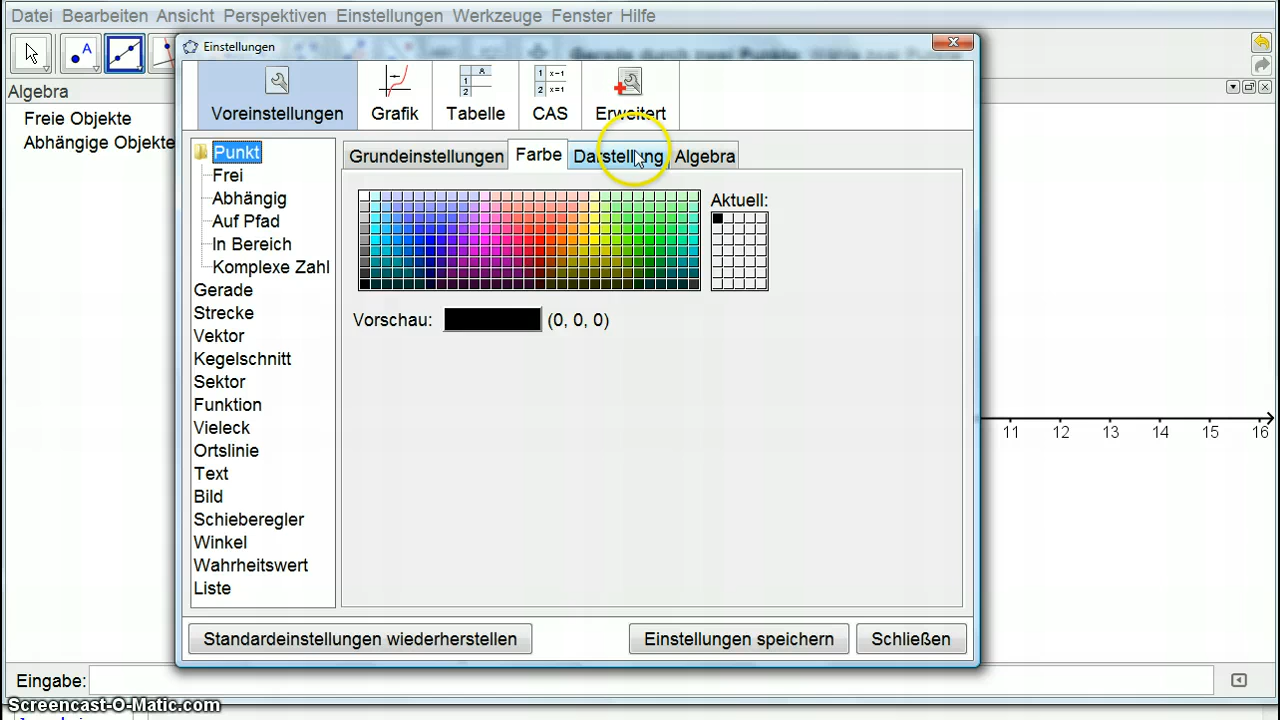 Datei Bearbeiten Ansicht Perspektiven Einstellungen Werkzeuge Fenster Hilfe
Einstellungen
A
Algebra
Freie Objekte
Abhängige Objekte
Voreinstellungen Grafik Tabelle CAS Erweitert
Punkt
Frei
Abhängig
Auf Pfad
In Bereich
Komplexe Zahl
Gerade
Strecke
Vektor
Kegelschnitt
Sektor
Funktion
Vieleck
Ortslinie
Text
Bild
Schieberegler
Winkel
Wahrheitswert
Liste
Grundeinstellungen Farbe Darstellung Algebra
Aktuell:
Vorschau: (0, 0, 0)
11 12 13 14 15 16
Standardeinstellungen wiederherstellen Einstellungen speichern Schließen
Eingabe:
Screencast-O-Matic.com